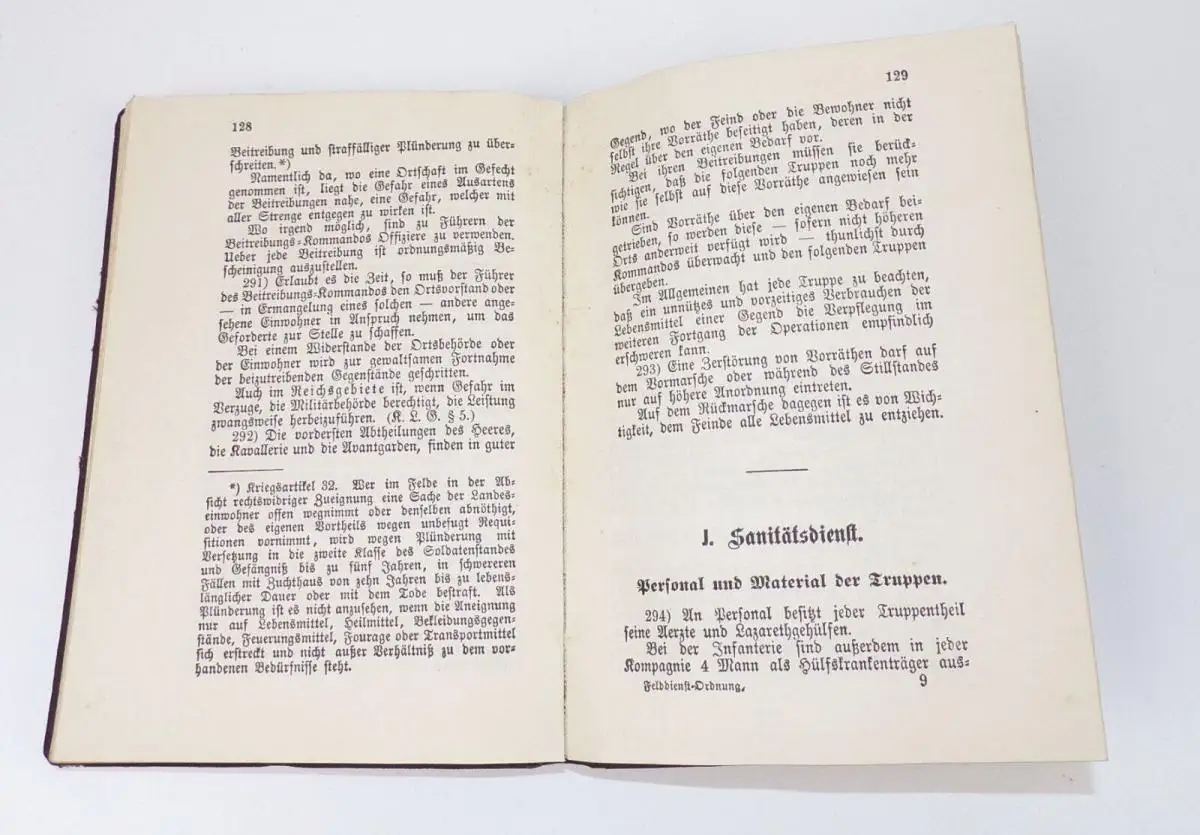 128
Beitreibung und straffälliger Plünderung zu über-
schreiten.*)
Namentlich da, wo eine Ortschaft im Gefecht
genommen ist, liegt die Gefahr eines Ausartens
der Beitreibungen nahe, eine Gefahr, welcher mit
aller Strenge entgegen zu wirken ist.
Wo irgend möglich, sind zu Führern der
Beitreibungs-Kommandos Offiziere zu verwenden.
Ueber jede Beitreibung ist ordnungsmäßig Be-
scheinigung auszustellen.
291) Erlaubt es die Zeit, so muß der Führer
des Beitreibungs-Kommandos den Ortsvorstand oder
— in Ermangelung eines solchen — andere ange-
sehene Einwohner in Anspruch nehmen, um das
Geforderte zur Stelle zu schaffen.
Bei einem Widerstande der Ortsbehörde oder
der Einwohner wird zur gewaltsamen Fortnahme
der beizutreibenden Gegenstände geschritten.
Auch im Reichsgebiete ist, wenn Gefahr im
Verzuge, die Militärbehörde berechtigt, die Leistung
zwangsweise herbeizuführen. (K. L. G. § 5.)
292) Die vordersten Abtheilungen des Heeres,
die Kavallerie und die Avantgarden, finden in guter
*) Kriegsartikel 32. Wer im Felde in der Ab-
sicht rechtswidriger Zueignung eine Sache der Landes-
einwohner offen wegnimmt oder denselben abnöthigt,
oder des eigenen Vortheils wegen unbefugt Requi-
sitionen vornimmt, wird wegen Plünderung mit
Versetzung in die zweite Klasse des Soldatenstandes
und Gefängniß bis zu fünf Jahren, in schwereren
Fällen mit Zuchthaus von zehn Jahren bis zu lebens-
länglicher Dauer oder mit dem Tode bestraft. Als
Plünderung ist es nicht anzusehen, wenn die Aneignung
nur auf Lebensmittel, Heilmittel, Bekleidungsgegen-
stände, Feuerungsmittel, Fourage oder Transportmittel
sich erstreckt und nicht außer Verhältniß zu dem vor-
handenen Bedürfnisse steht.
129
Gegend, wo der Feind oder die Bewohner nicht
selbst ihre Vorräthe beseitigt haben, deren in der
Regel über den eigenen Bedarf vor.
Bei ihren Beitreibungen müssen sie berück-
sichtigen, daß die folgenden Truppen noch mehr
wie sie selbst auf diese Vorräthe angewiesen sein
können.
Sind Vorräthe über den eigenen Bedarf bei-
getrieben, so werden diese — sofern nicht höheren
Orts anderweit verfügt wird — thunlichst durch
Kommandos überwacht und den folgenden Truppen
übergeben.
Im Allgemeinen hat jede Truppe zu beachten,
daß ein unnützes und vorzeitiges Verbrauchen der
Lebensmittel einer Gegend die Verpflegung im
weiteren Fortgang der Operationen empfindlich
erschweren kann.
293) Eine Zerstörung von Vorräthen darf auf
dem Vormarsche oder während des Stillstandes
nur auf höhere Anordnung eintreten.
Auf dem Rückmarsche dagegen ist es von Wich-
tigkeit, dem Feinde alle Lebensmittel zu entziehen.
J. Sanitätsdienst.
Personal und Material der Truppen.
294) An Personal besitzt jeder Truppentheil
seine Aerzte und Lazarethgehülfen.
Bei der Infanterie sind außerdem in jeder
Kompagnie 4 Mann als Hülfskrankenträger aus-
Felddienst-Ordnung. 9